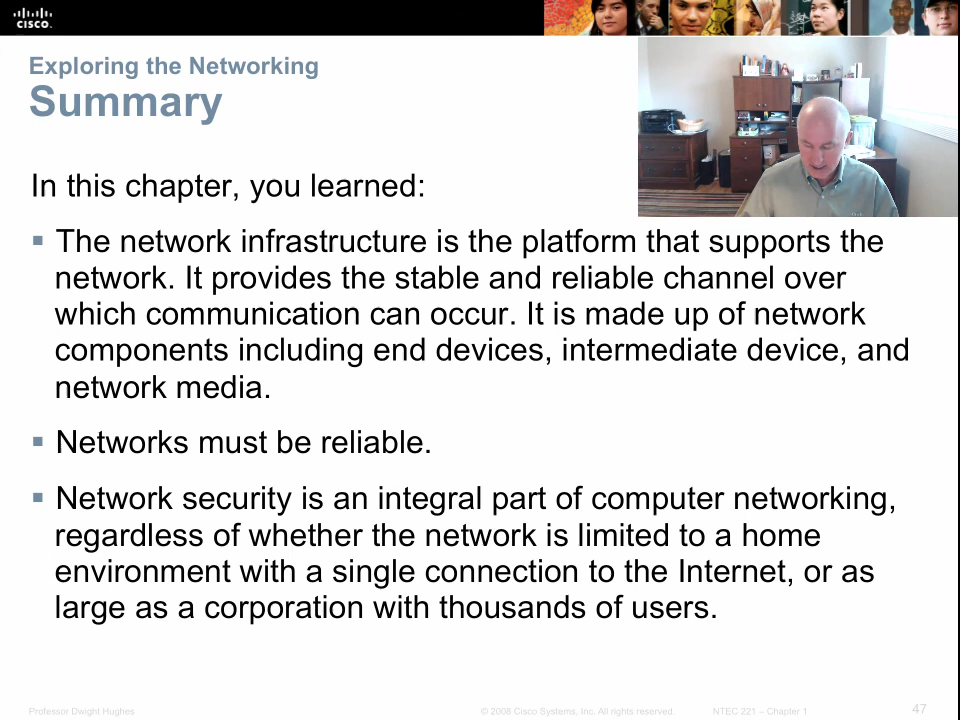 CISCO
Exploring the Networking
Summary
In this chapter, you learned:
▪ The network infrastructure is the platform that supports the
network. It provides the stable and reliable channel over
which communication can occur. It is made up of network
components including end devices, intermediate device, and
network media.
▪ Networks must be reliable.
▪ Network security is an integral part of computer networking,
regardless of whether the network is limited to a home
environment with a single connection to the Internet, or as
large as a corporation with thousands of users.
Professor Dwight Hughes © 2008 Cisco Systems, Inc. All rights reserved. NTEC 221 – Chapter 1 47